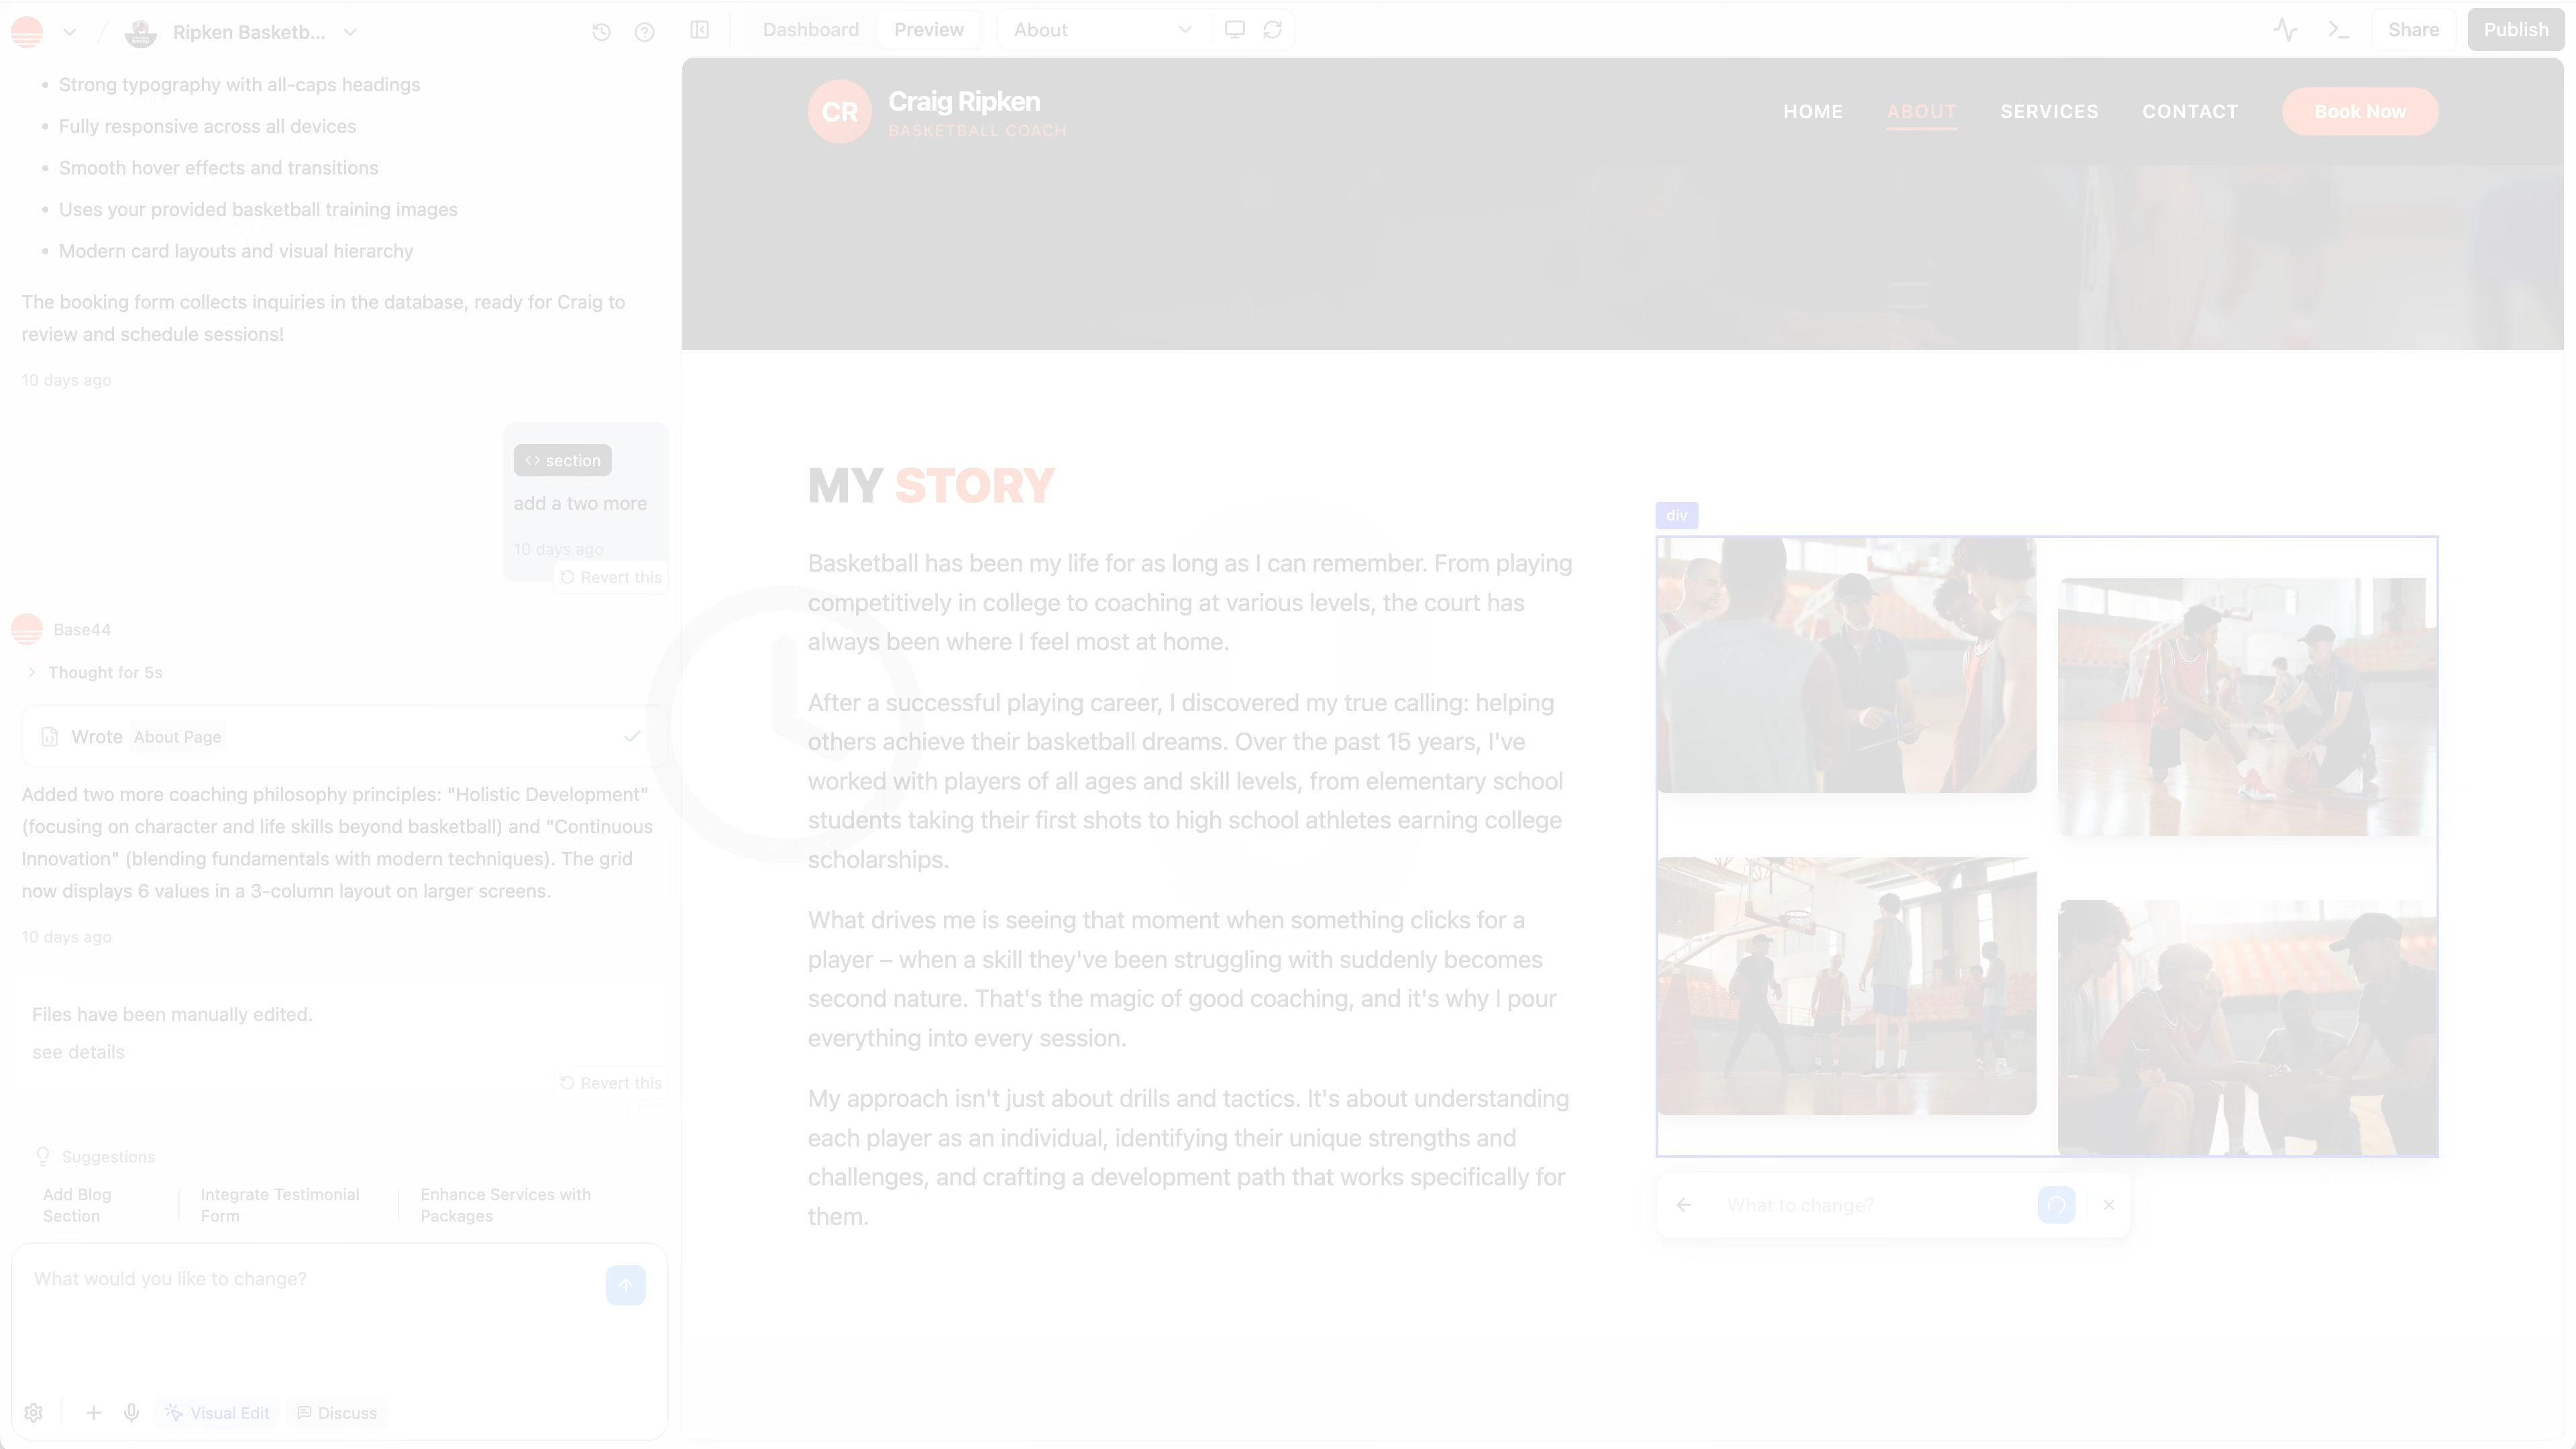 Ripken Basketb...
Dashboard
Preview
About
Share
Publish
Strong typography with all-caps headings
Fully responsive across all devices
Smooth hover effects and transitions
Uses your provided basketball training images
Modern card layouts and visual hierarchy
The booking form collects inquiries in the database, ready for Craig to
review and schedule sessions!
10 days ago
section
add a two more
10 days ago
Revert this
Base44
Thought for 5s
Wrote About Page
Added two more coaching philosophy principles: "Holistic Development"
(focusing on character and life skills beyond basketball) and "Continuous
Innovation" (blending fundamentals with modern techniques). The grid
now displays 6 values in a 3-column layout on larger screens.
10 days ago
Files have been manually edited.
see details
Revert this
Suggestions
Add Blog
Section
Integrate Testimonial
Form
Enhance Services with
Packages
What would you like to change?
Visual Edit
Discuss
CR
Craig Ripken
BASKETBALL COACH
HOME
ABOUT
SERVICES
CONTACT
Book Now
MY STORY
Basketball has been my life for as long as I can remember. From playing
competitively in college to coaching at various levels, the court has
always been where I feel most at home.
After a successful playing career, I discovered my true calling: helping
others achieve their basketball dreams. Over the past 15 years, I've
worked with players of all ages and skill levels, from elementary school
students taking their first shots to high school athletes earning college
scholarships.
What drives me is seeing that moment when something clicks for a
player – when a skill they've been struggling with suddenly becomes
second nature. That's the magic of good coaching, and it's why I pour
everything into every session.
My approach isn't just about drills and tactics. It's about understanding
each player as an individual, identifying their unique strengths and
challenges, and crafting a development path that works specifically for
them.
div
What to change?